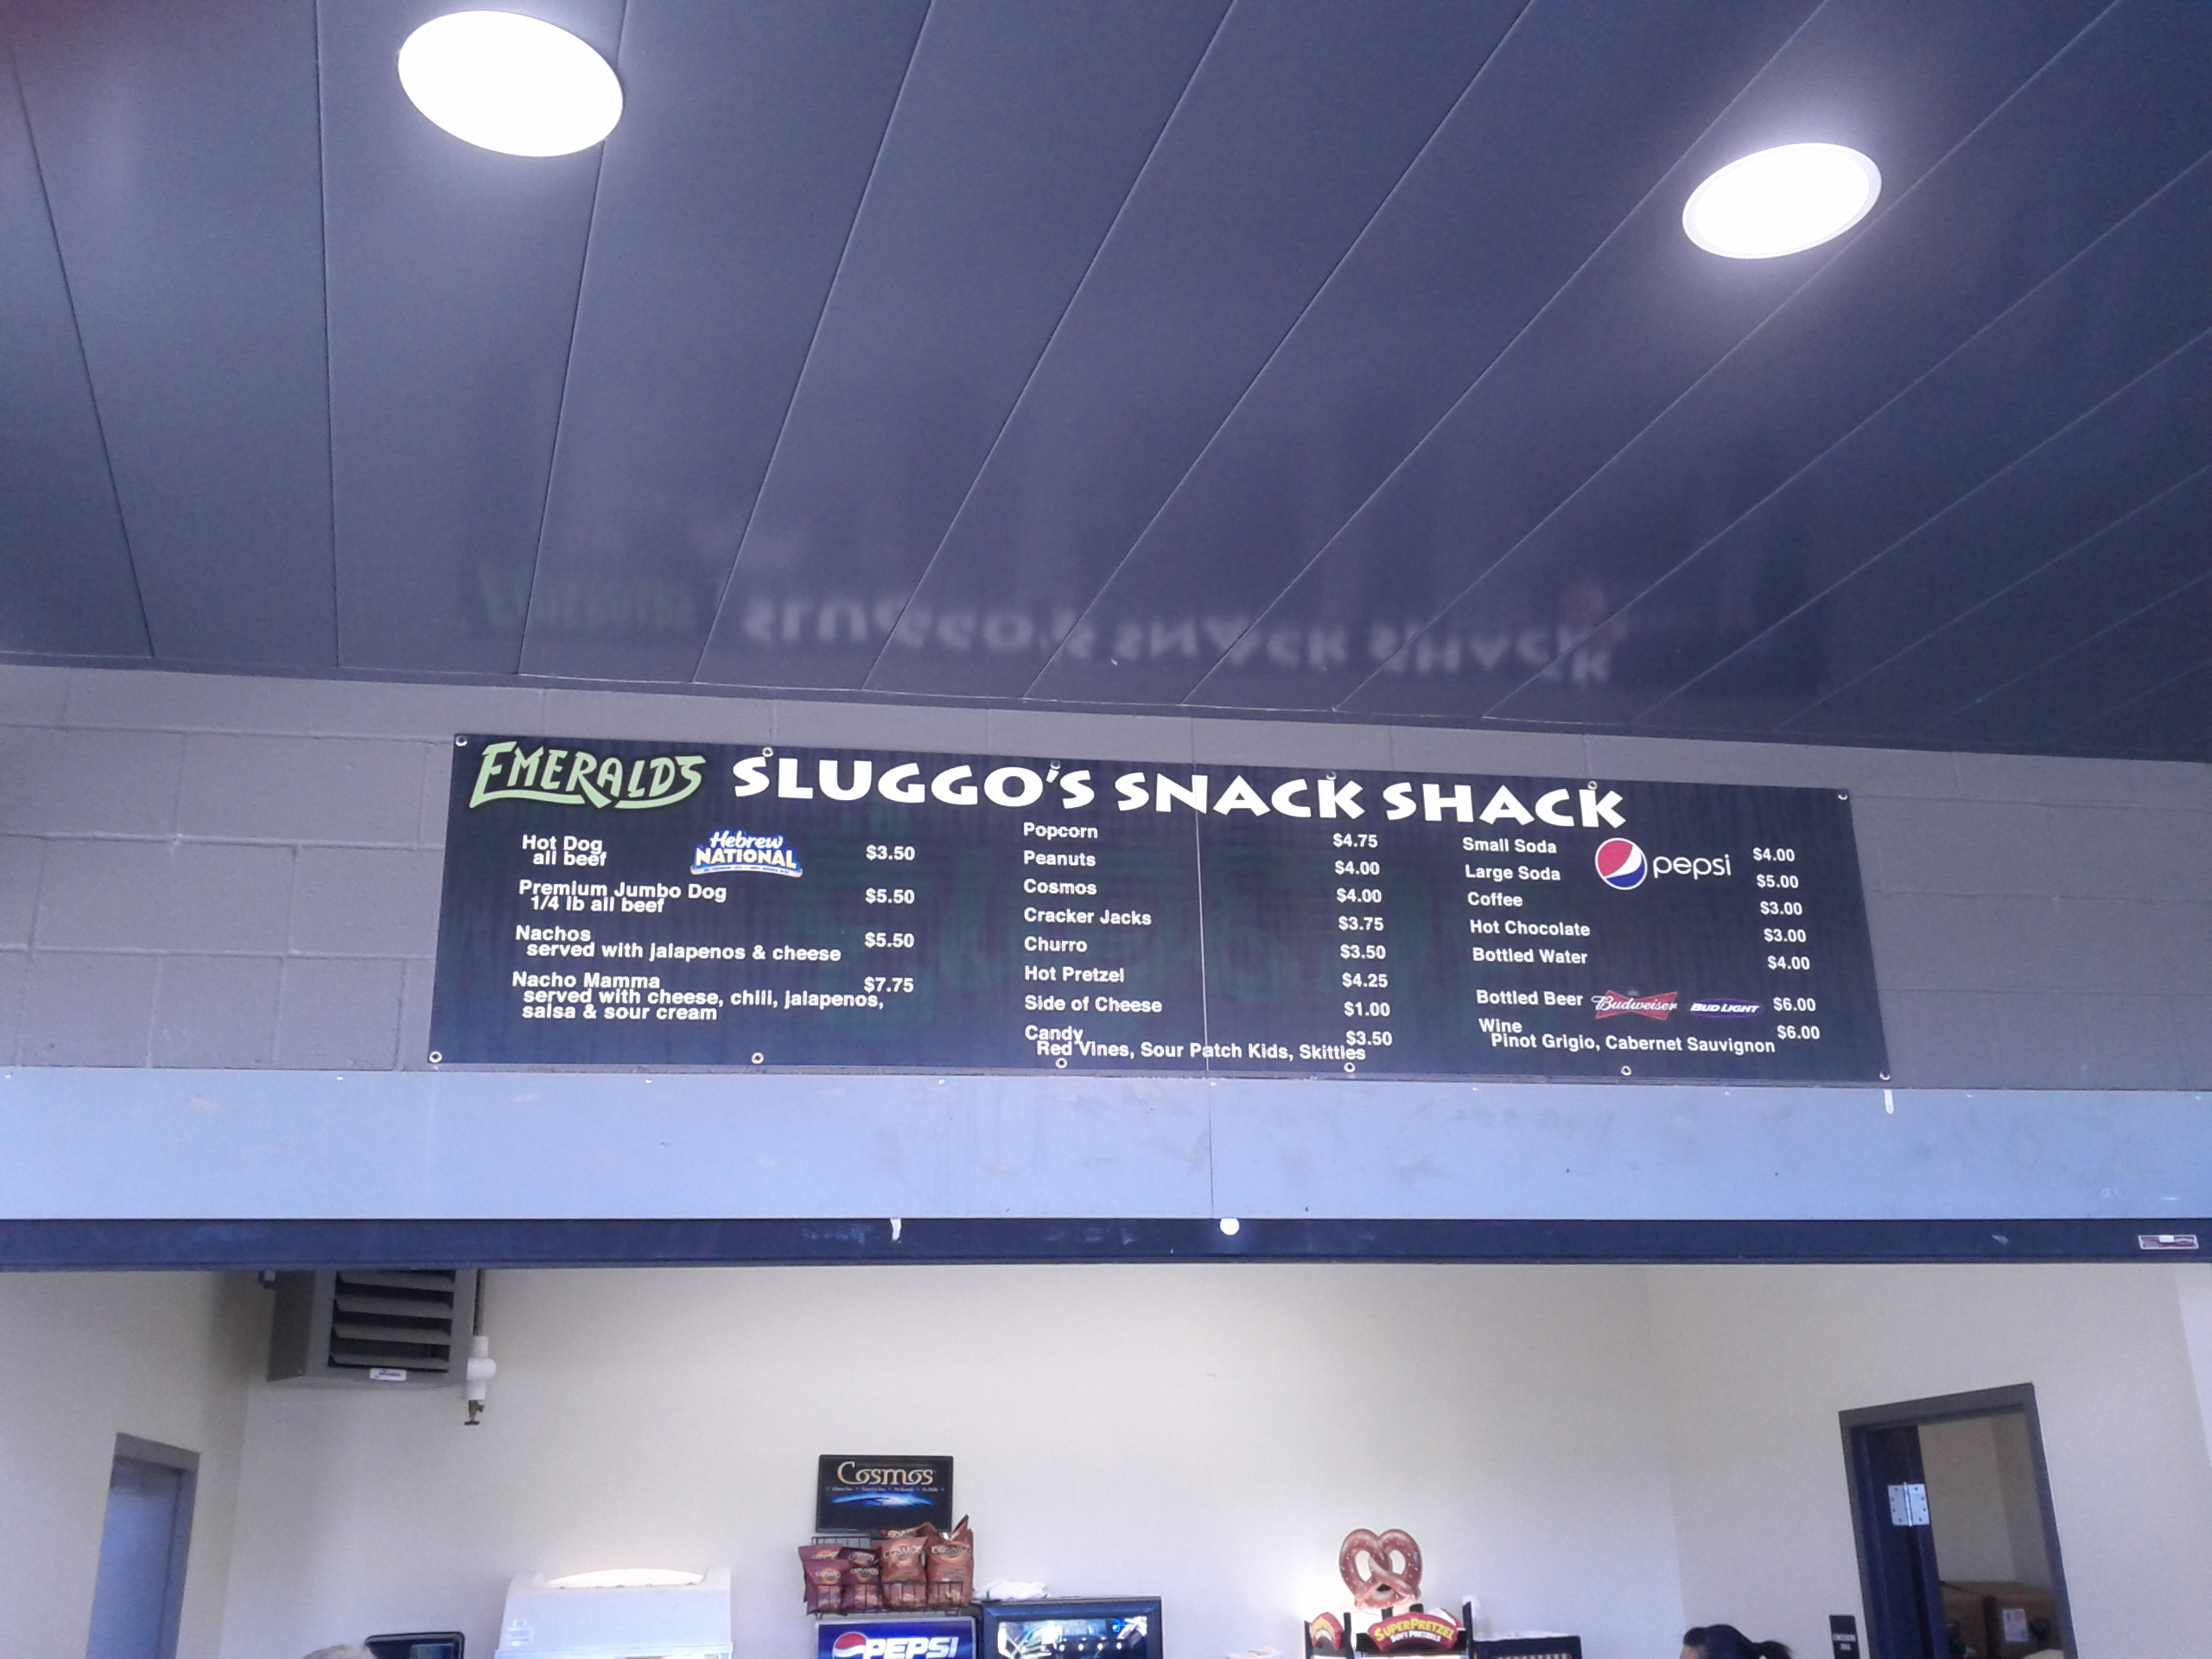 EMERALDS
SLUGGO'S SNACK SHACK
Hot Dog
all beef
Hebrew
NATIONAL
$3.50
Premium Jumbo Dog
1/4 lb all beef
$5.50
Nachos
served with jalapenos & cheese
$5.50
Nacho Mamma
served with cheese, chili, jalapenos,
salsa & sour cream
$7.75
Popcorn $4.75
Peanuts $4.00
Cosmos $4.00
Cracker Jacks $3.75
Churro $3.50
Hot Pretzel $4.25
Side of Cheese $1.00
Candy $3.50
Red Vines, Sour Patch Kids, Skittles
Small Soda $4.00
pepsi
Large Soda $5.00
Coffee $3.00
Hot Chocolate $3.00
Bottled Water $4.00
Bottled Beer Budweiser BUD LIGHT $6.00
Wine $6.00
Pinot Grigio, Cabernet Sauvignon
Cosmos
PEPSI
SUPERPRETZEL
SOFT PRETZELS